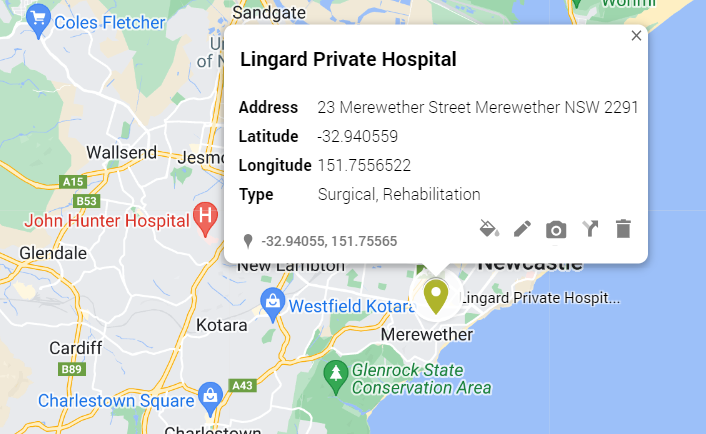 Sandgate
Coles Fletcher
Lingard Private Hospital
Address 23 Merewether Street Merewether NSW 2291
Latitude -32.940559
Longitude 151.7556522
Type Surgical, Rehabilitation
-32.94055, 151.75565
of N
Wallsend
Jesm
A15
B53
John Hunter Hospital
H
Glendale
New Lambton
Newcastle
Westfield Kotara
Lingard Private Hospit...
Kotara
Merewether
Cardiff
B89
Glenrock State
Conservation Area
A43
Charlestown Square
Charlestown